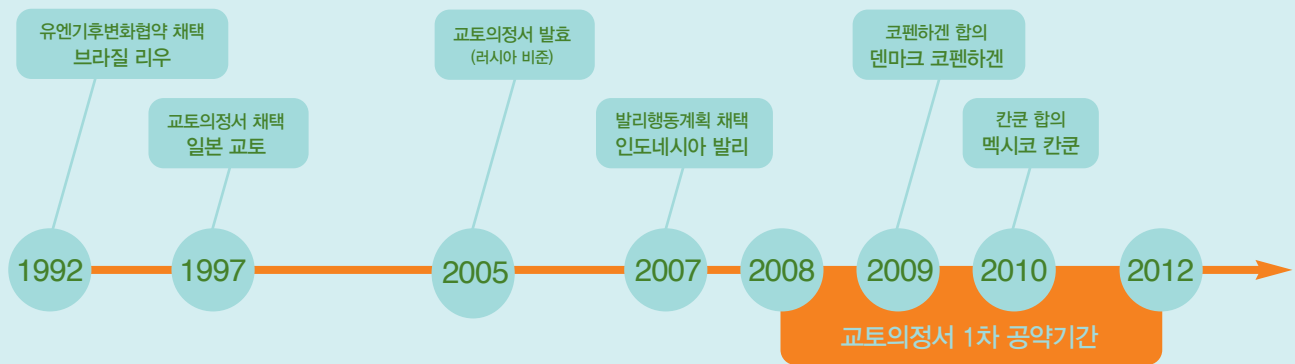 유엔기후변화협약 채택
브라질 리우
교토의정서 채택
일본 교토
교토의정서 발효
(러시아 비준)
발리행동계획 채택
인도네시아 발리
코펜하겐 합의
덴마크 코펜하겐
칸쿤 합의
멕시코 칸쿤
1992
1997
2005
2007
2008
2009
2010
2012
교토의정서 1차 공약기간